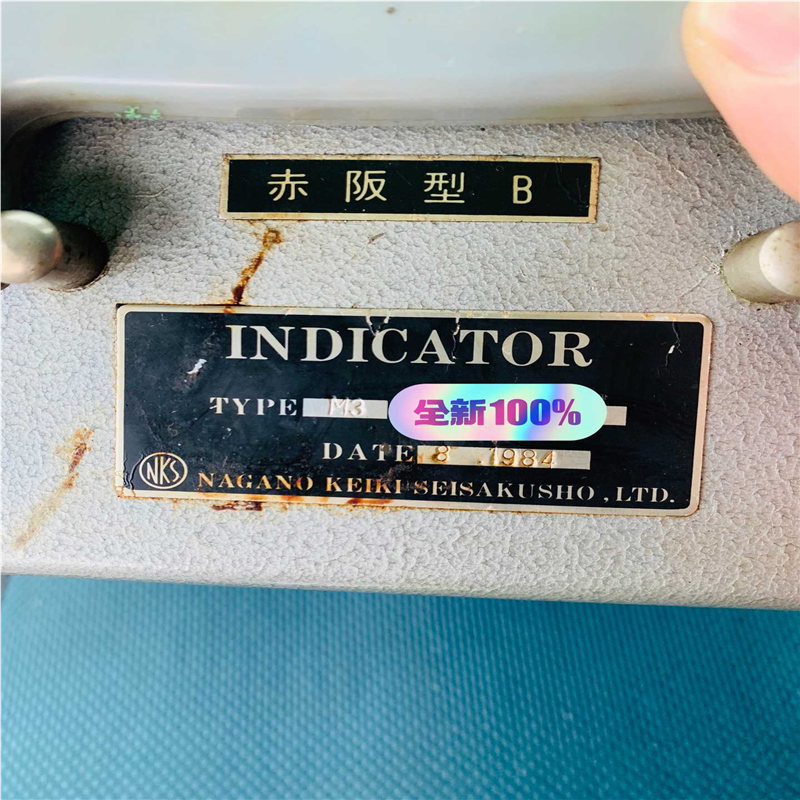 赤阪型 B
INDICATOR
TYPE M3 全新100%
DATE 8 .1984
NKS NAGANO KEIKI SEISAKUSHO, LTD.